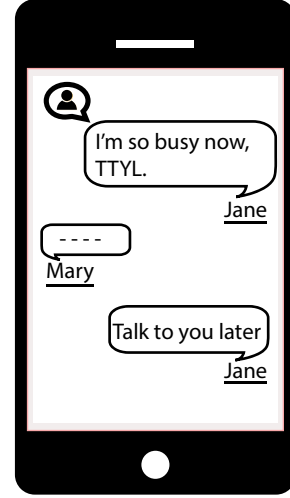 I'm so busy now,
TTYL.
Jane
- - - -
Mary
Talk to you later
Jane